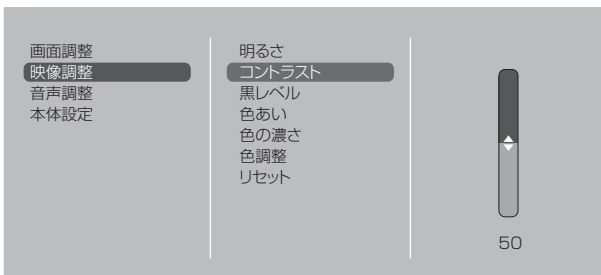 画面調整
映像調整
音声調整
本体設定
明るさ
コントラスト
黒レベル
色あい
色の濃さ
色調整
リセット
50